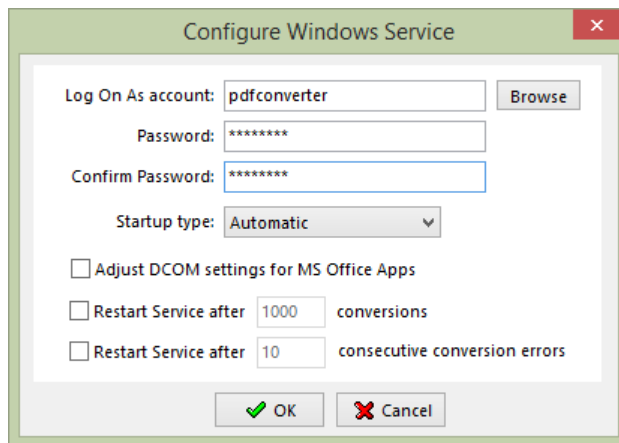 Configure Windows Service
Log On As account: pdfconverter Browse
Password: ********
Confirm Password: ********
Startup type: Automatic
Adjust DCOM settings for MS Office Apps
Restart Service after 1000 conversions
Restart Service after 10 consecutive conversion errors
OK Cancel